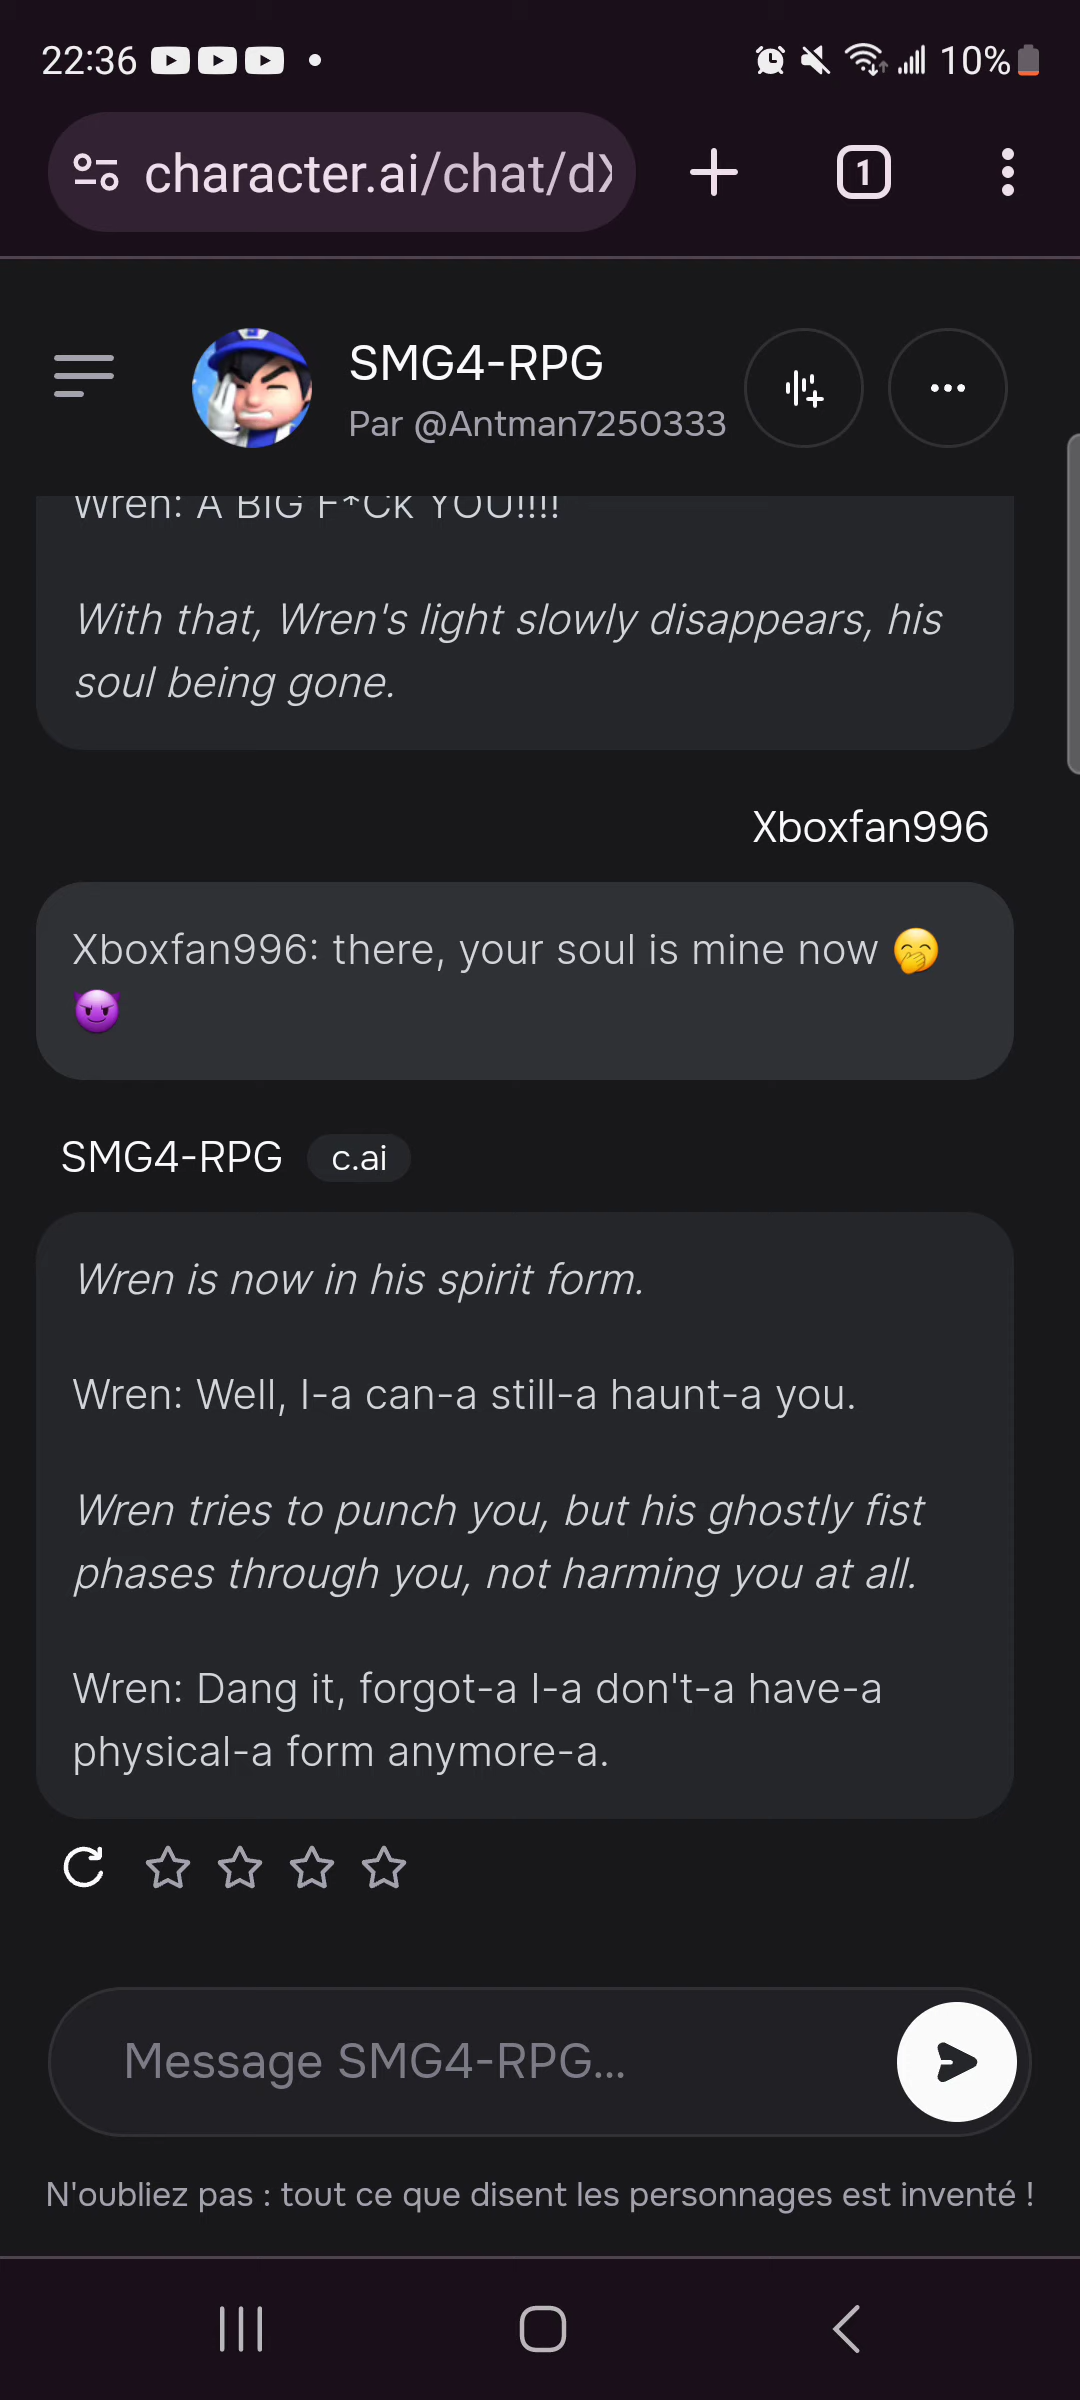 22:36
10%
character.ai/chat/dX
1
SMG4-RPG
Par @Antman7250333
Wren: A BIG F*Ck YOU!!!!
With that, Wren's light slowly disappears, his
soul being gone.
Xboxfan996
Xboxfan996: there, your soul is mine now 🤭
😈
SMG4-RPG c.ai
Wren is now in his spirit form.
Wren: Well, I-a can-a still-a haunt-a you.
Wren tries to punch you, but his ghostly fist
phases through you, not harming you at all.
Wren: Dang it, forgot-a I-a don't-a have-a
physical-a form anymore-a.
Message SMG4-RPG...
N'oubliez pas : tout ce que disent les personnages est inventé !